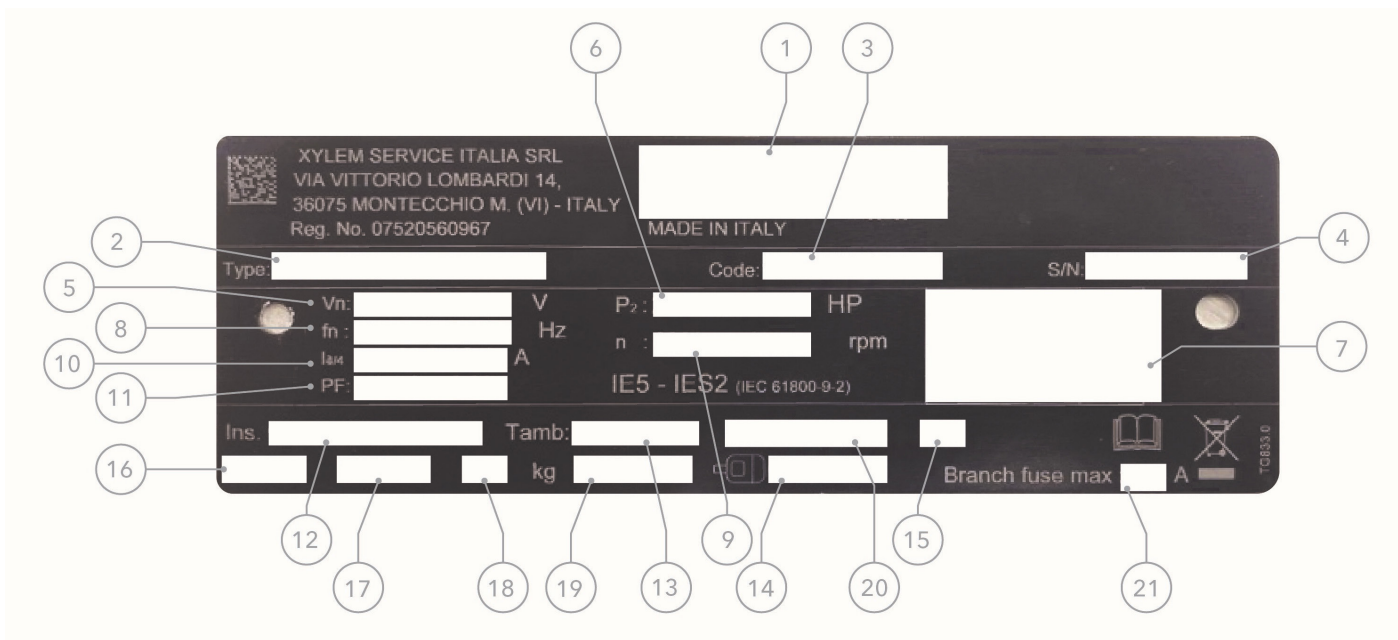 6 1 3
XYLEM SERVICE ITALIA SRL
VIA VITTORIO LOMBARDI 14,
36075 MONTECCHIO M. (VI) - ITALY
Reg. No. 07520560967 MADE IN ITALY
2 4
Type: Code: S/N:
5 Vn: V P₂ : HP
8 fn : Hz n : rpm 7
10 A
11 PF: IE5 - IES2 (IEC 61800-9-2)
Ins. Tamb: TG833.0
16 kg Branch fuse max A
12 9 15
17 18 19 13 14 20 21